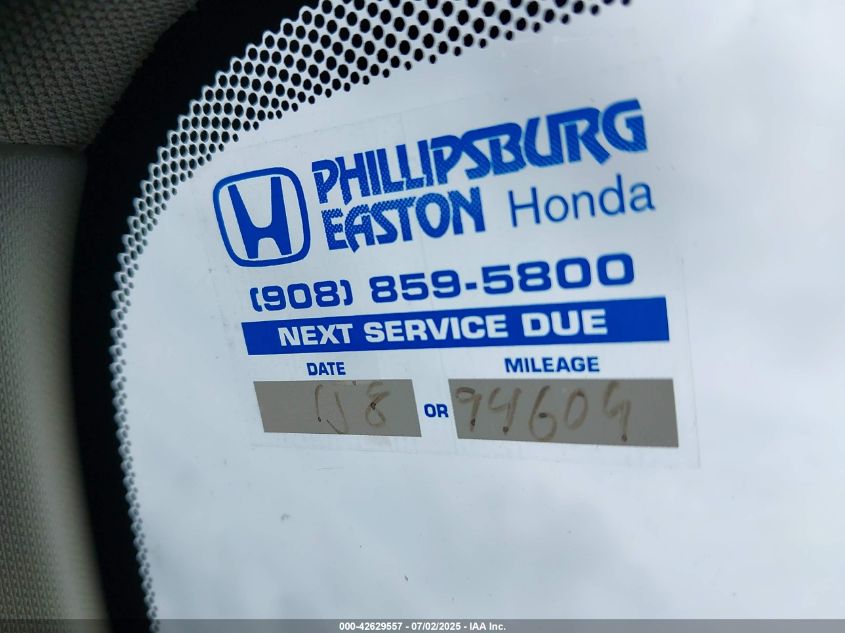 PHILLIPSBURG
EASTON Honda
(908) 859-5800
NEXT SERVICE DUE
DATE MILEAGE
OR
000-42629557 - 07/02/2025 - IAA Inc.